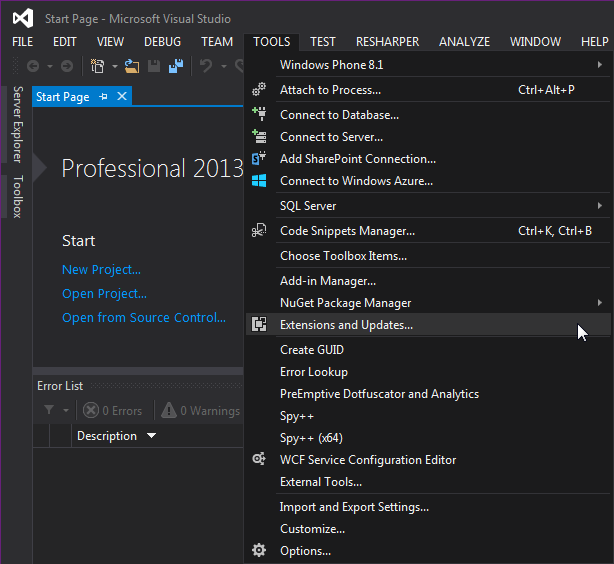 Start Page - Microsoft Visual Studio
FILE EDIT VIEW DEBUG TEAM TOOLS TEST RESHARPER ANALYZE WINDOW HELP
Server Explorer
Toolbox
Start Page
Professional 2013
Start
New Project...
Open Project...
Open from Source Control...
Error List
0 Errors 0 Warnings
Description
Windows Phone 8.1
Attach to Process... Ctrl+Alt+P
Connect to Database...
Connect to Server...
Add SharePoint Connection...
Connect to Windows Azure...
SQL Server
Code Snippets Manager... Ctrl+K, Ctrl+B
Choose Toolbox Items...
Add-in Manager...
NuGet Package Manager
Extensions and Updates...
Create GUID
Error Lookup
PreEmptive Dotfuscator and Analytics
Spy++
Spy++ (x64)
WCF Service Configuration Editor
External Tools...
Import and Export Settings...
Customize...
Options...